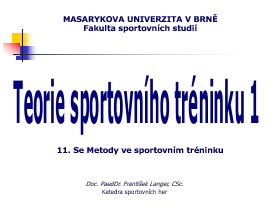 MASARYKOVA UNIVERZITA V BRNĚ
Fakulta sportovních studií
Teorie sportovního tréninku 1
11. Se Metody ve sportovním tréninku
Doc. PaedDr. František Langer, CSc.
Katedra sportovních her